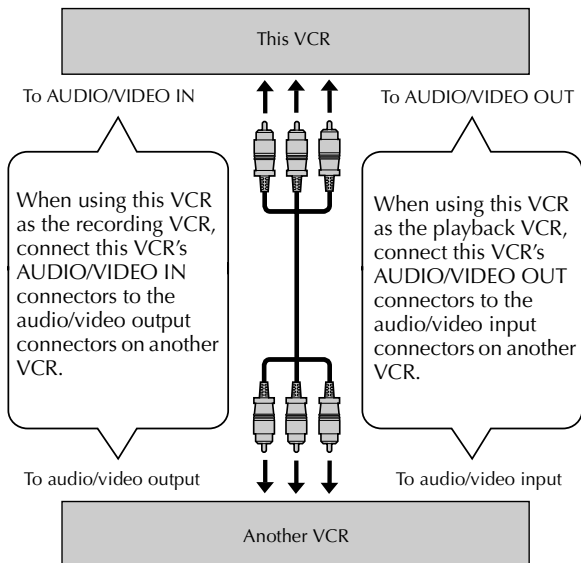 This VCR
To AUDIO/VIDEO IN
To AUDIO/VIDEO OUT
When using this VCR
as the recording VCR,
connect this VCR's
AUDIO/VIDEO IN
connectors to the
audio/video output
connectors on another
VCR.
When using this VCR
as the playback VCR,
connect this VCR's
AUDIO/VIDEO OUT
connectors to the
audio/video input
connectors on another
VCR.
To audio/video output
To audio/video input
Another VCR